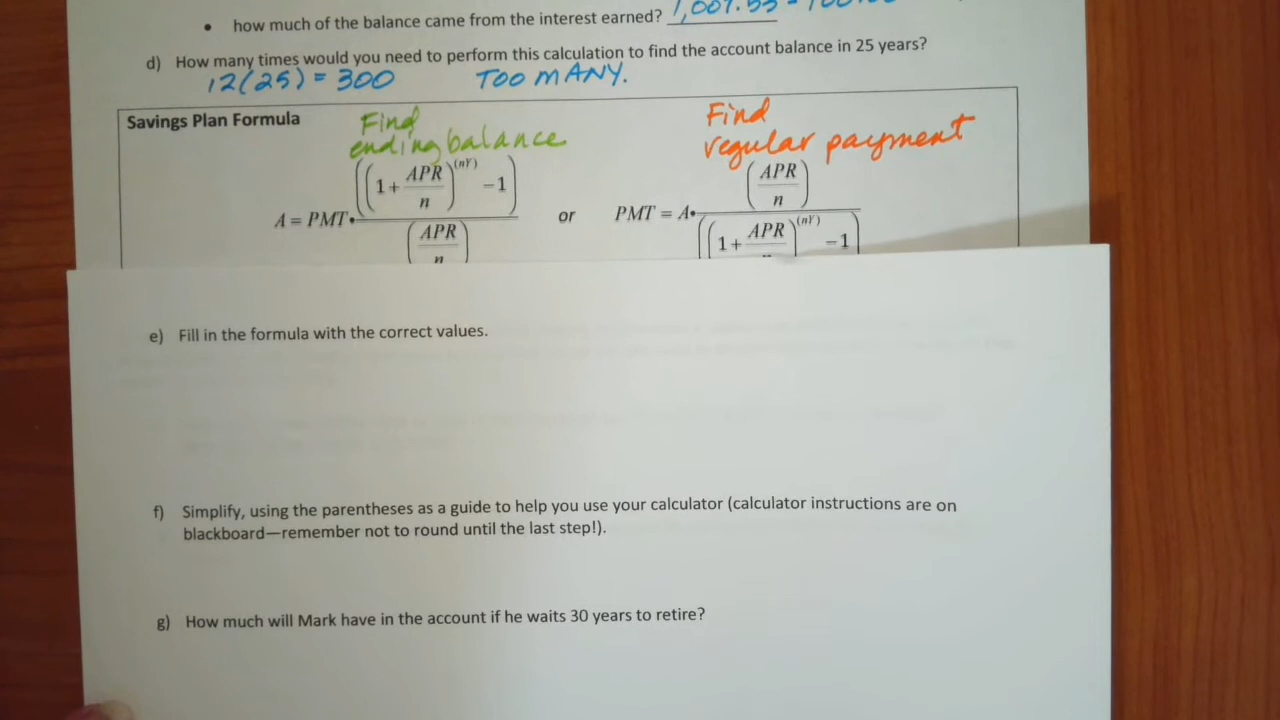 • how much of the balance came from the interest earned? 1,007.53 -
d) How many times would you need to perform this calculation to find the account balance in 25 years?
12(25) = 300 TOO MANY.
Savings Plan Formula
Find
ending balance
Find
regular payment
A = PMT • ((1 + APR/n)^(nY) − 1) / (APR/n) or PMT = A • (APR/n) / ((1 + APR/n)^(nY) − 1)
e) Fill in the formula with the correct values.
f) Simplify, using the parentheses as a guide to help you use your calculator (calculator instructions are on
blackboard—remember not to round until the last step!).
g) How much will Mark have in the account if he waits 30 years to retire?